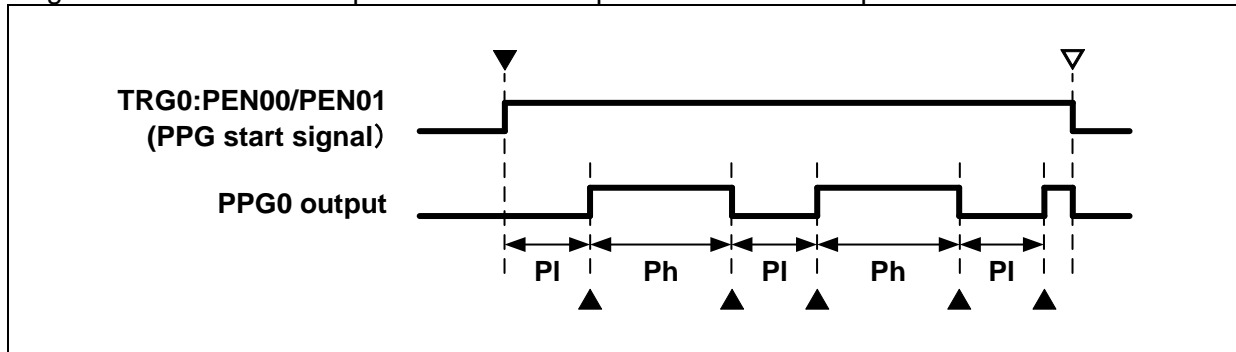 TRG0:PEN00/PEN01
(PPG start signal）
PPG0 output
Pl Ph Pl Ph Pl